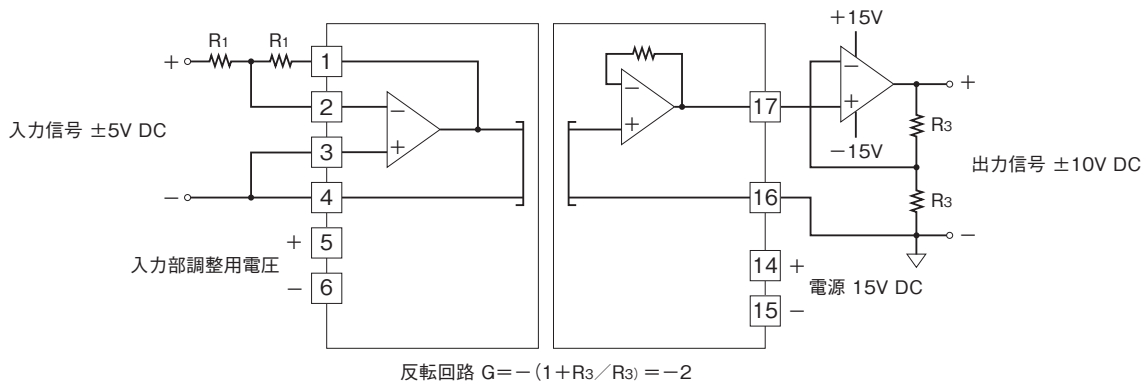 +15V
R1 R1
+ 1 − − +
2 − + 17 + R3
入力信号 ±5V DC
3 + −15V 出力信号 ±10V DC
− 4 16 R3
+ 5 −
入力部調整用電圧 14 + 電源 15V DC
− 6 15 −
反転回路 G=−(1+R3/R3)=−2